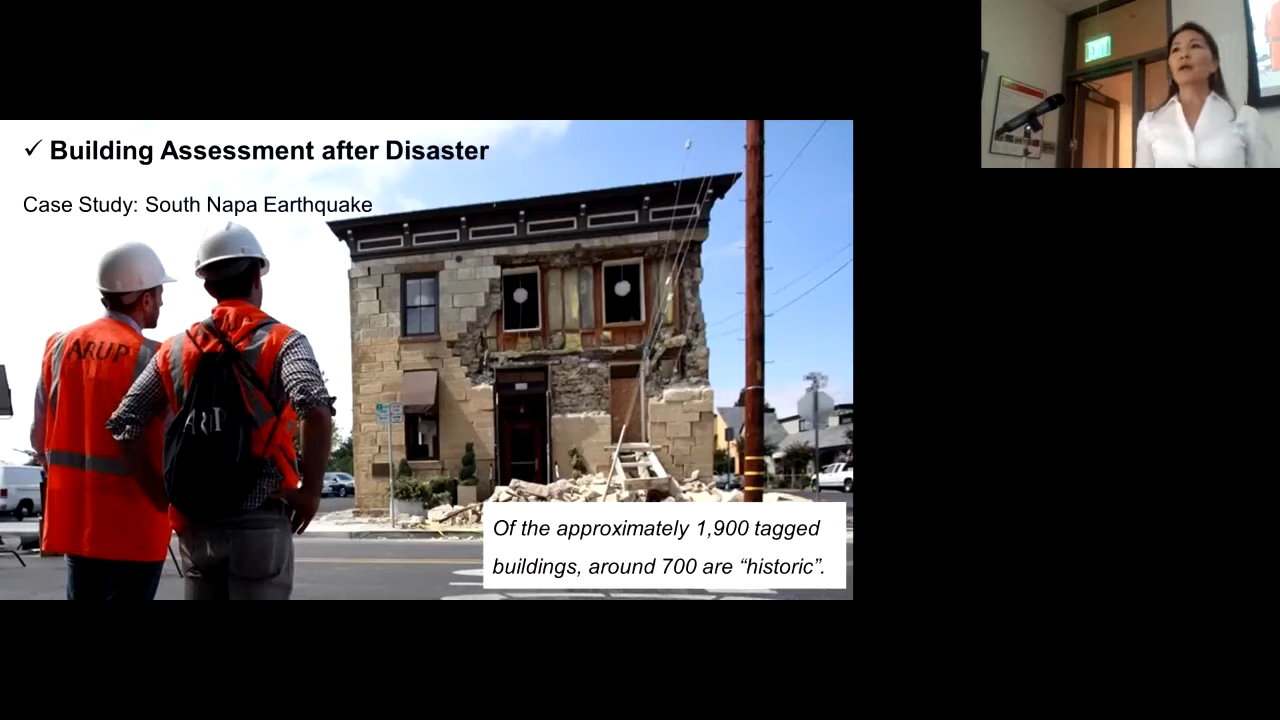 ✓ Building Assessment after Disaster
Case Study: South Napa Earthquake
ARUP
Of the approximately 1,900 tagged
buildings, around 700 are “historic”.
EXIT